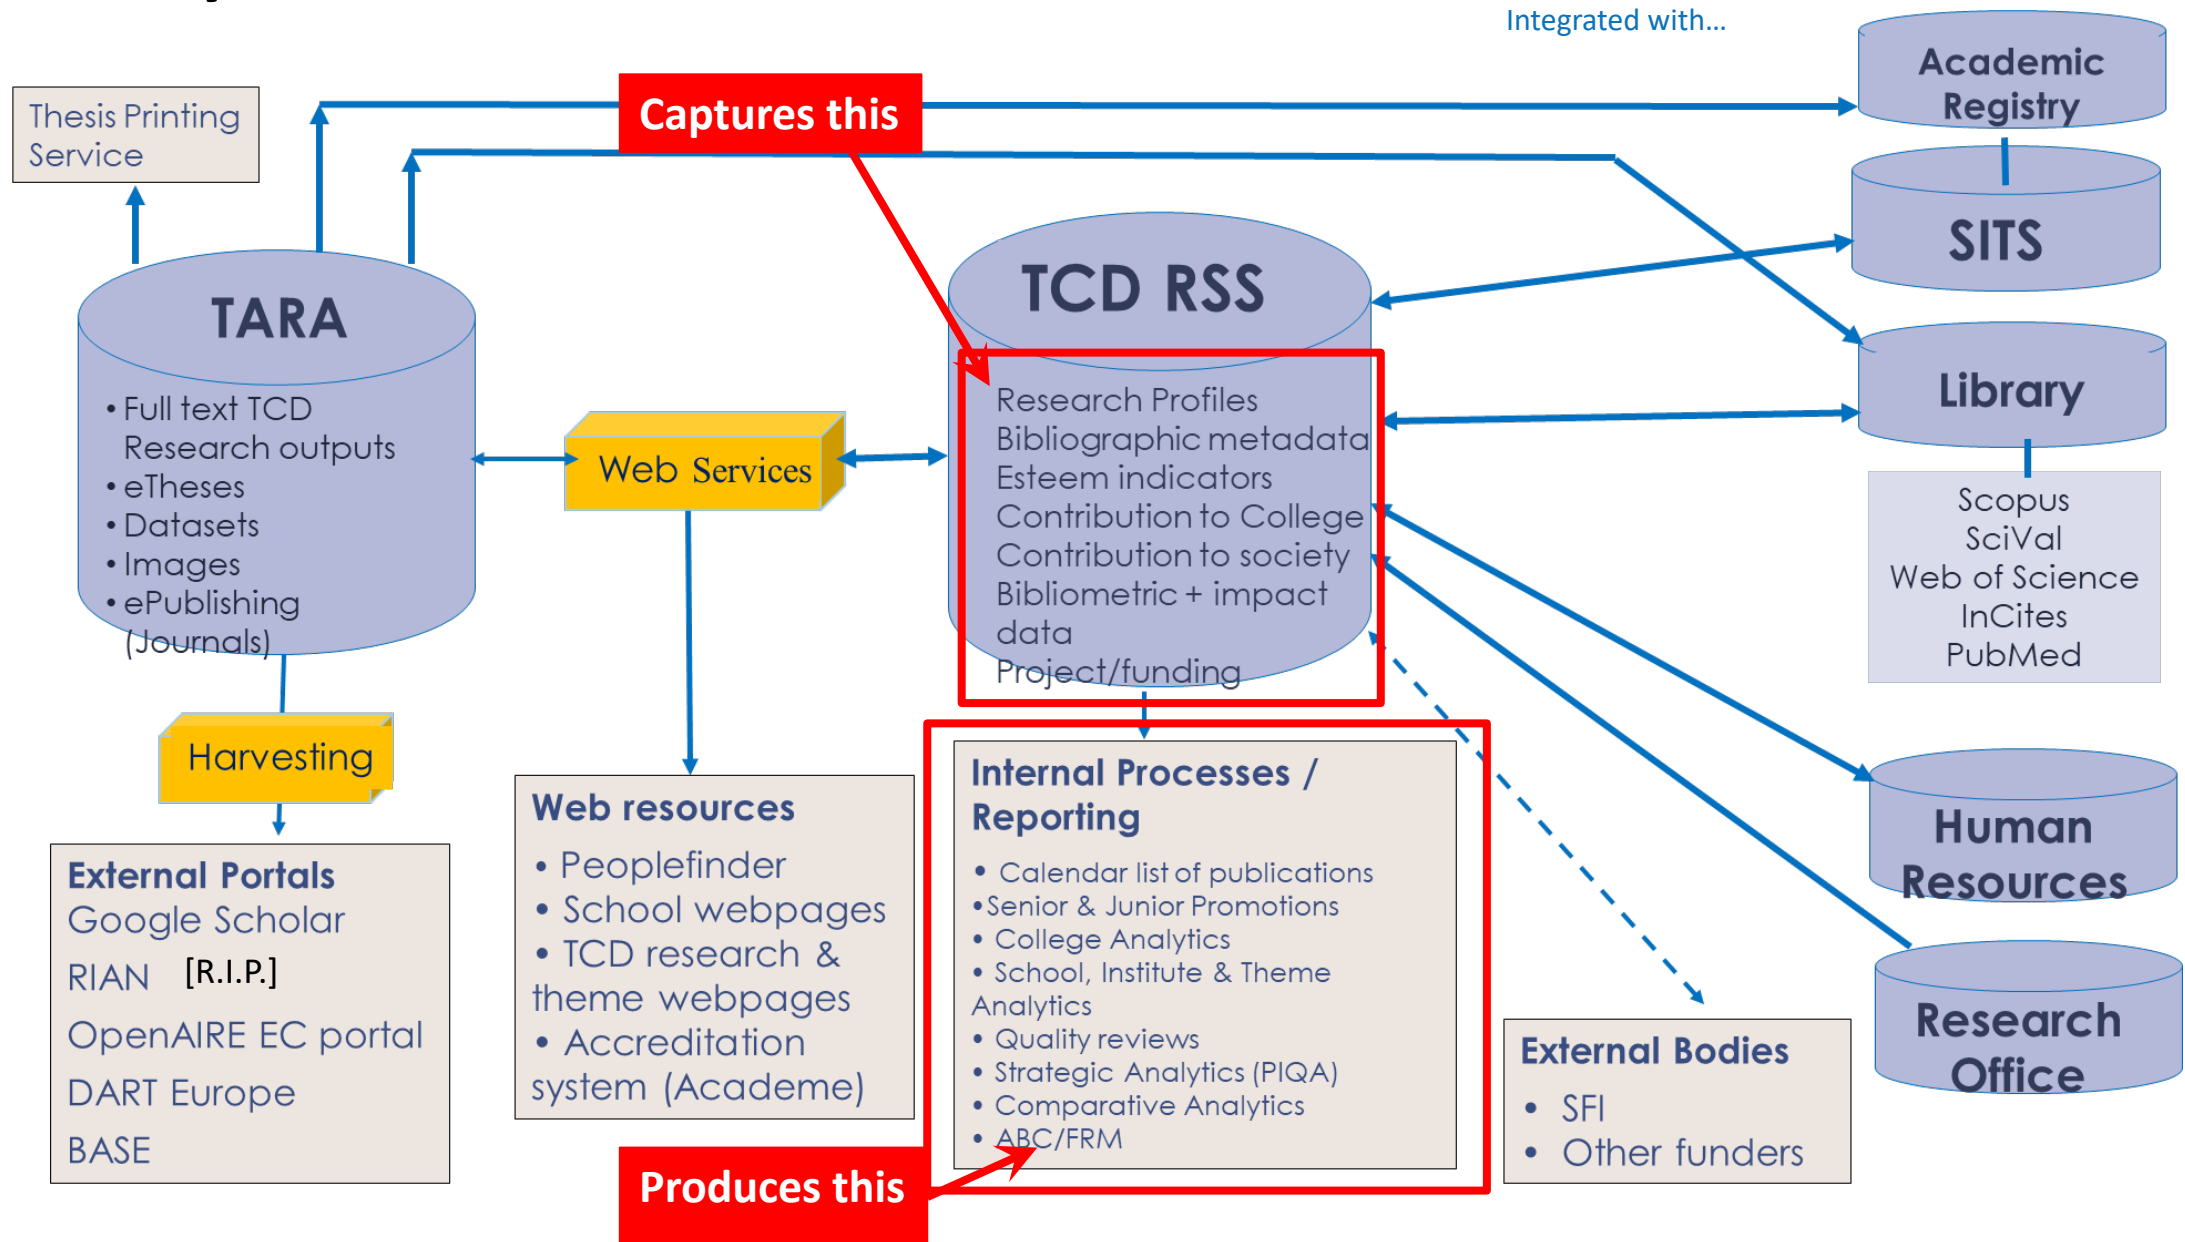 Integrated with...
Academic
Registry
Captures this
Thesis Printing
Service
SITS
TARA
• Full text TCD
Research outputs
• eTheses
• Datasets
• Images
• ePublishing
(Journals)
Web Services
TCD RSS
Research Profiles
Bibliographic metadata
Esteem indicators
Contribution to College
Contribution to society
Bibliometric + impact
data
Project/funding
Library
Scopus
SciVal
Web of Science
InCites
PubMed
Harvesting
External Portals
Google Scholar
RIAN [R.I.P.]
OpenAIRE EC portal
DART Europe
BASE
Web resources
• Peoplefinder
• School webpages
• TCD research &
theme webpages
• Accreditation
system (Academe)
Internal Processes /
Reporting
• Calendar list of publications
•Senior & Junior Promotions
• College Analytics
• School, Institute & Theme
Analytics
• Quality reviews
• Strategic Analytics (PIQA)
• Comparative Analytics
• ABC/FRM
Produces this
Human
Resources
Research
Office
External Bodies
• SFI
• Other funders